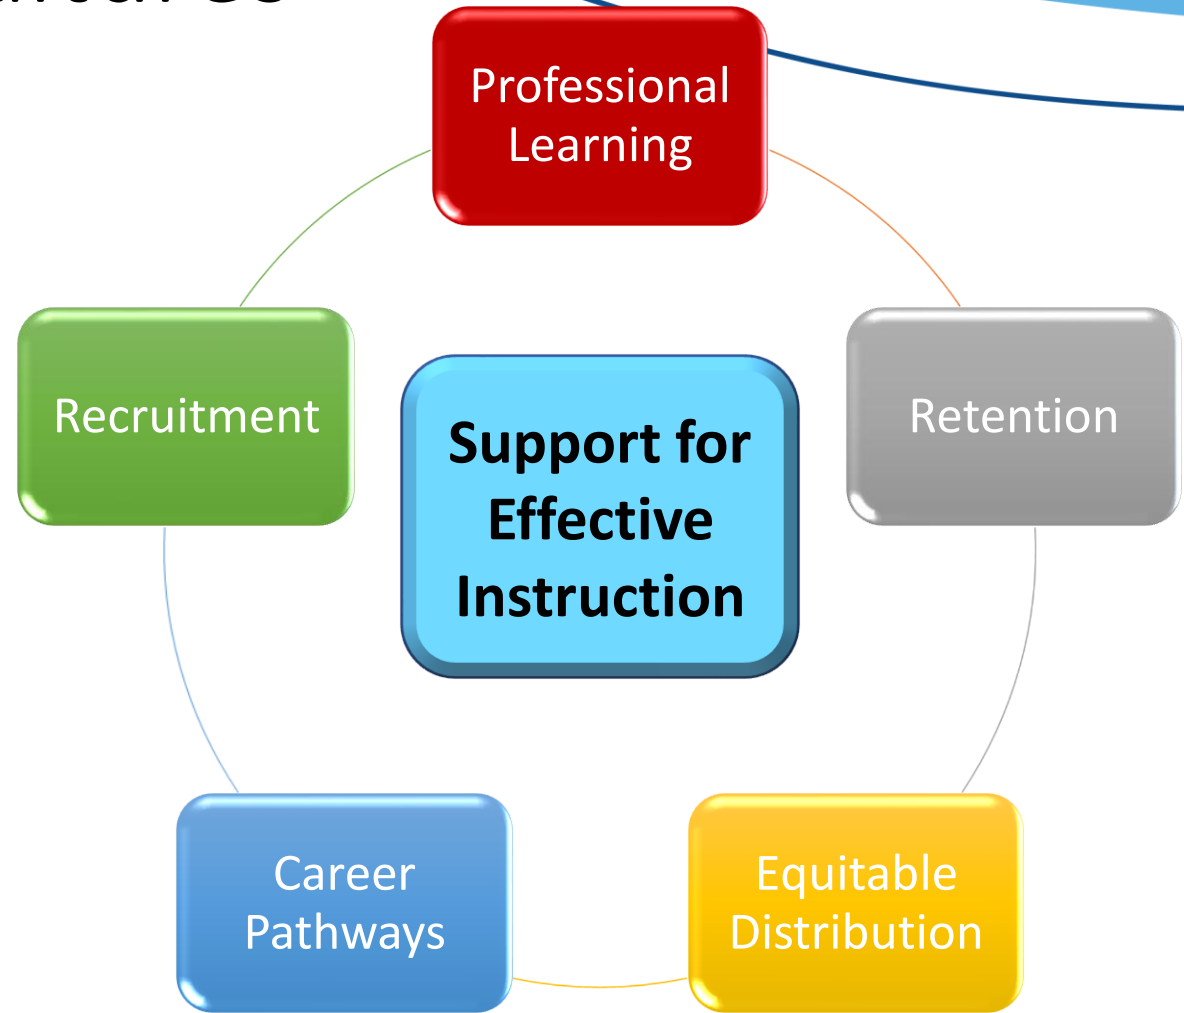 Professional
Learning
Recruitment
Retention
Support for
Effective
Instruction
Career
Pathways
Equitable
Distribution